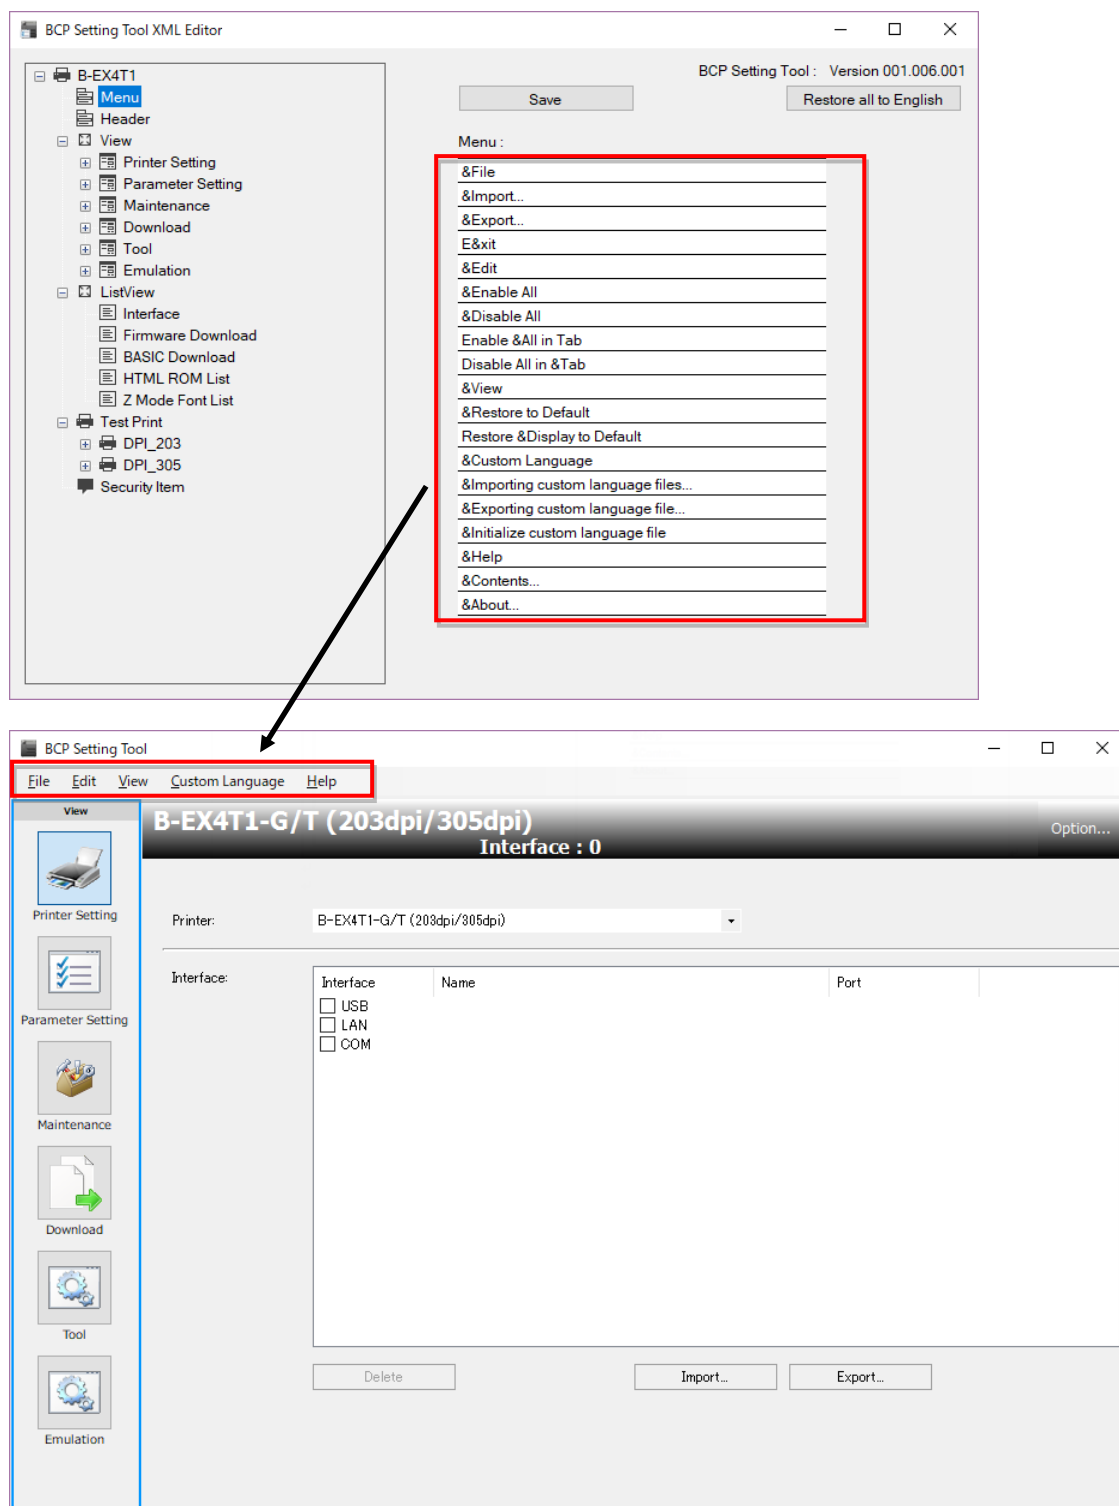 BCP Setting Tool XML Editor
B-EX4T1
Menu
Header
View
Printer Setting
Parameter Setting
Maintenance
Download
Tool
Emulation
ListView
Interface
Firmware Download
BASIC Download
HTML ROM List
Z Mode Font List
Test Print
DPI_203
DPI_305
Security Item
BCP Setting Tool : Version 001.006.001
Save
Restore all to English
Menu :
&File
&Import...
&Export...
E&xit
&Edit
&Enable All
&Disable All
Enable &All in Tab
Disable All in &Tab
&View
&Restore to Default
Restore &Display to Default
&Custom Language
&Importing custom language files...
&Exporting custom language file...
&Initialize custom language file
&Help
&Contents...
&About...
BCP Setting Tool
File Edit View Custom Language Help
View
Printer Setting
Parameter Setting
Maintenance
Download
Tool
Emulation
B-EX4T1-G/T (203dpi/305dpi)
Interface : 0
Option...
Printer: B-EX4T1-G/T (203dpi/305dpi)
Interface:
Interface Name Port
USB
LAN
COM
Delete Import... Export...